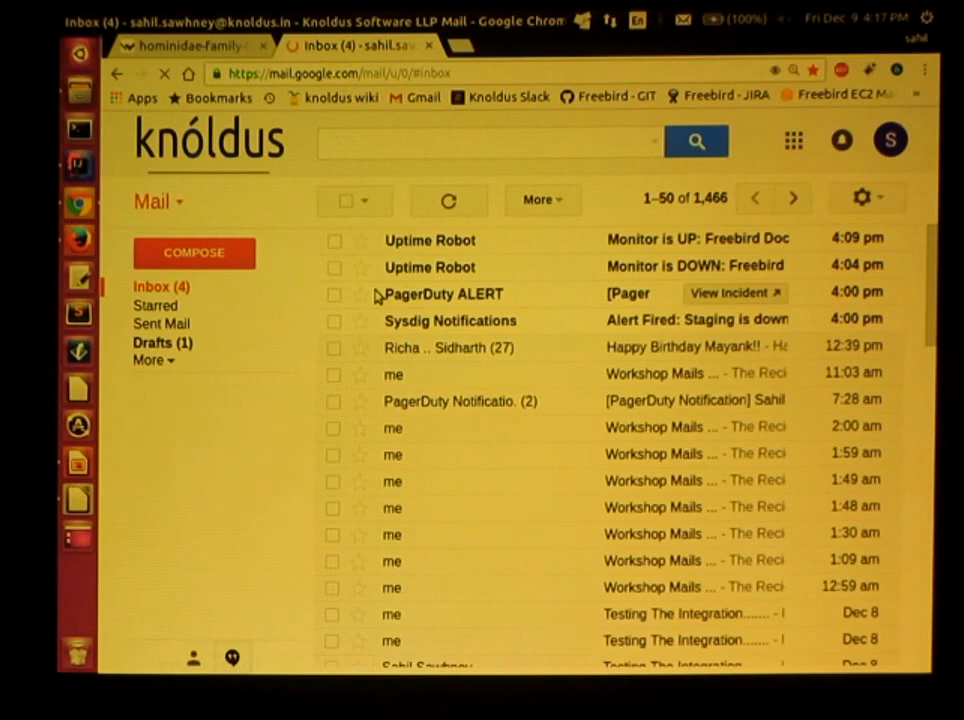 Inbox (4) - sahil.sawhney@knoldus.in - Knoldus Software LLP Mail - Google Chrom En (100%) Fri Dec 9 4:17 PM
sahil
hominidae-family- × Inbox (4) - sahil.sav ×
https://mail.google.com/mail/u/0/#inbox
Apps Bookmarks knoldus wiki Gmail Knoldus Slack Freebird - GIT Freebird - JIRA Freebird EC2 Ma »
knóldus
S
Mail
More
1–50 of 1,466
COMPOSE
Inbox (4)
Starred
Sent Mail
Drafts (1)
More
Uptime Robot Monitor is UP: Freebird Doc 4:09 pm
Uptime Robot Monitor is DOWN: Freebird 4:04 pm
PagerDuty ALERT [Pager View Incident 4:00 pm
Sysdig Notifications Alert Fired: Staging is down 4:00 pm
Richa .. Sidharth (27) Happy Birthday Mayank!! - Ha 12:39 pm
me Workshop Mails ... - The Reci 11:03 am
PagerDuty Notificatio. (2) [PagerDuty Notification] Sahil 7:28 am
me Workshop Mails ... - The Reci 2:00 am
me Workshop Mails ... - The Reci 1:59 am
me Workshop Mails ... - The Reci 1:49 am
me Workshop Mails ... - The Reci 1:48 am
me Workshop Mails ... - The Reci 1:30 am
me Workshop Mails ... - The Reci 1:09 am
me Workshop Mails ... - The Reci 12:59 am
me Testing The Integration....... - I Dec 8
me Testing The Integration....... - I Dec 8